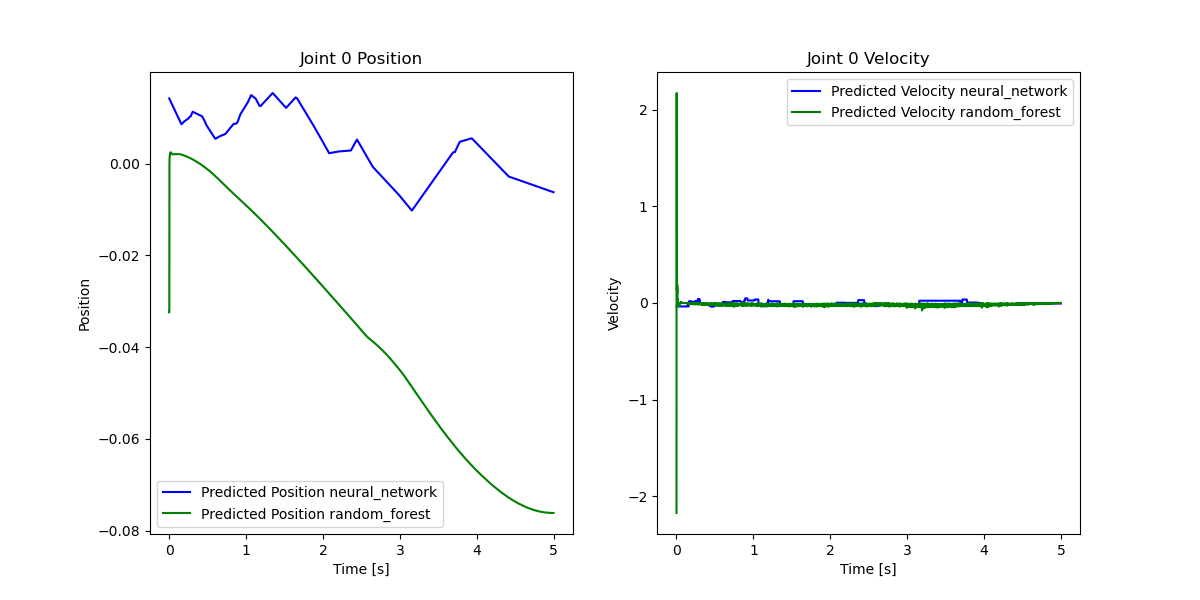 Joint 0 Position
Position
0.00
−0.02
−0.04
−0.06
−0.08
Predicted Position neural_network
Predicted Position random_forest
0 1 2 3 4 5
Time [s]
Joint 0 Velocity
Velocity
2
1
0
−1
−2
Predicted Velocity neural_network
Predicted Velocity random_forest
0 1 2 3 4 5
Time [s]